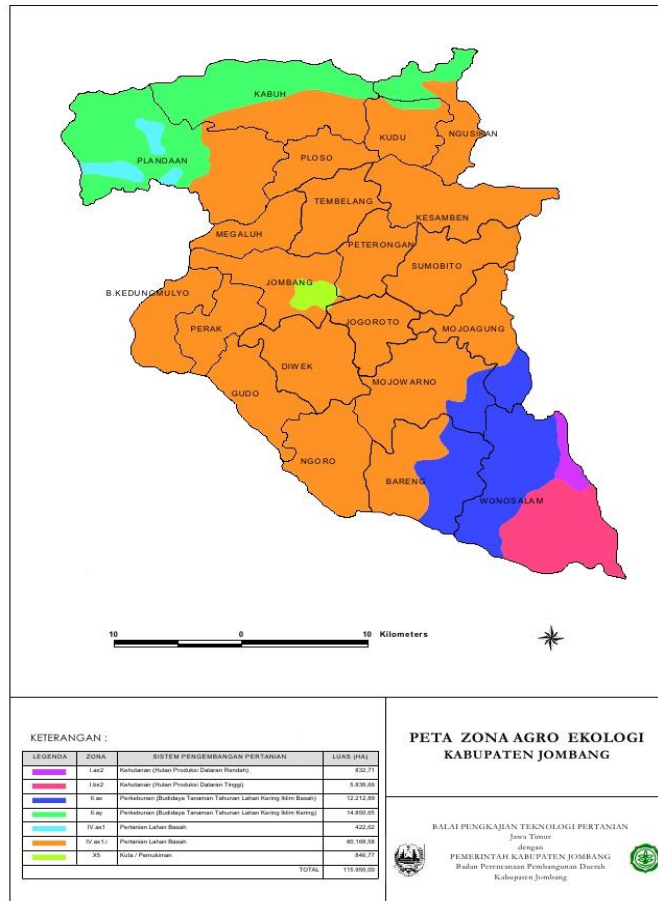 KABUH
KUDU
NGUSIKAN
PLOSO
PLANDAAN
TEMBELANG
KESAMBEN
MEGALUH
PETERONGAN
SUMOBITO
JOMBANG
B.KEDUNGMULYO
PERAK
JOGOROTO
MOJOAGUNG
DIWEK
MOJOWARNO
GUDO
NGORO
BARENG
WONOSALAM
10 0 10 Kilometers
KETERANGAN :
LEGENDA ZONA SISTEM PENGEMBANGAN PERTANIAN LUAS (HA)
I.ax2 Kehutanan (Hutan Produksi Dataran Rendah) 832,71
I.bx2 Kehutanan (Hutan Produksi Dataran Tinggi) 5.838,66
II.ax Perkebunan (Budidaya Tanaman Tahunan Lahan Kering Iklim Basah) 12.212,89
II.ay Perkebunan (Budidaya Tanaman Tahunan Lahan Kering Iklim Kering) 14.850,65
IV.ax1 Pertanian Lahan Basah 422,62
IV.ax1.i Pertanian Lahan Basah 80.168,58
X5 Kota / Pemukiman 846,77
TOTAL 115.950,00
PETA ZONA AGRO EKOLOGI
KABUPATEN JOMBANG
BALAI PENGKAJIAN TEKNOLOGI PERTANIAN
Jawa Timur
dengan
PEMERINTAH KABUPATEN JOMBANG
Badan Perencanaan Pembangunan Daerah
Kabupaten Jombang